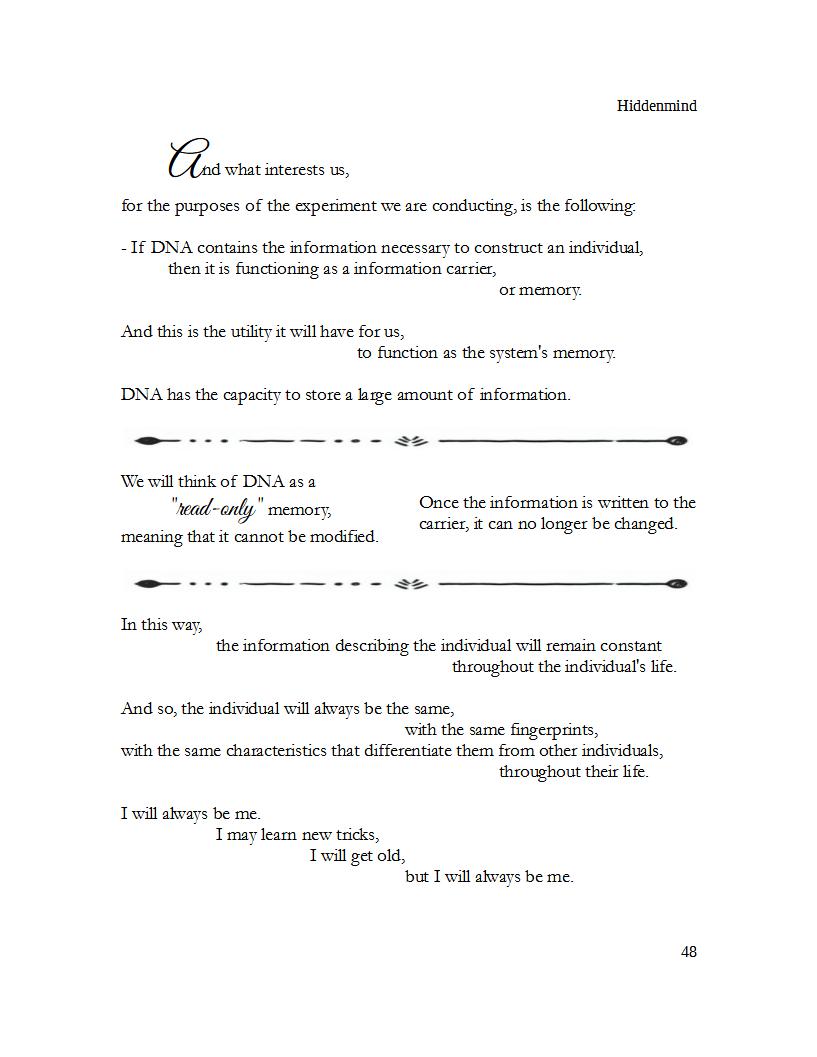 Hiddenmind
And what interests us,
for the purposes of the experiment we are conducting, is the following:
- If DNA contains the information necessary to construct an individual,
then it is functioning as a information carrier,
or memory.
And this is the utility it will have for us,
to function as the system's memory.
DNA has the capacity to store a large amount of information.
We will think of DNA as a
"read-only" memory,
meaning that it cannot be modified.
Once the information is written to the
carrier, it can no longer be changed.
In this way,
the information describing the individual will remain constant
throughout the individual's life.
And so, the individual will always be the same,
with the same fingerprints,
with the same characteristics that differentiate them from other individuals,
throughout their life.
I will always be me.
I may learn new tricks,
I will get old,
but I will always be me.
48